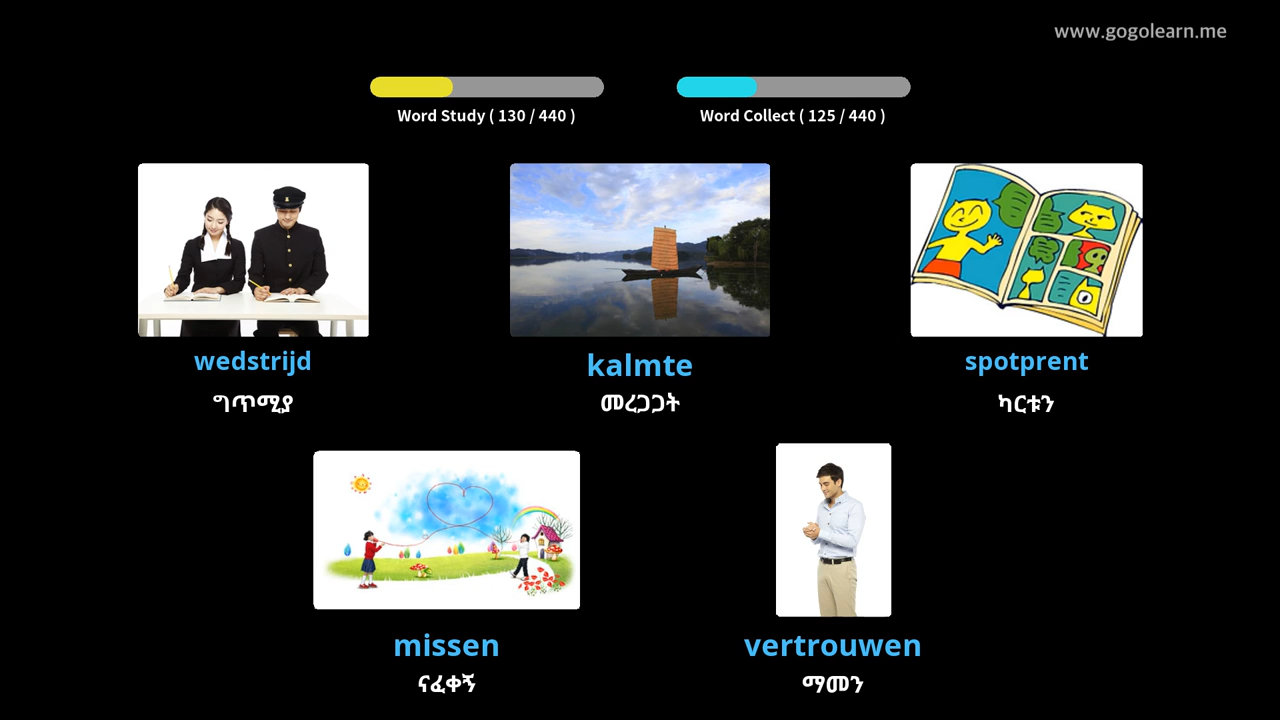 www.gogolearn.me
Word Study ( 130 / 440 )
Word Collect ( 125 / 440 )
wedstrijd
ግጥሚያ
kalmte
መረጋጋት
spotprent
ካርቱን
missen
ናፈቀኝ
vertrouwen
ማመን